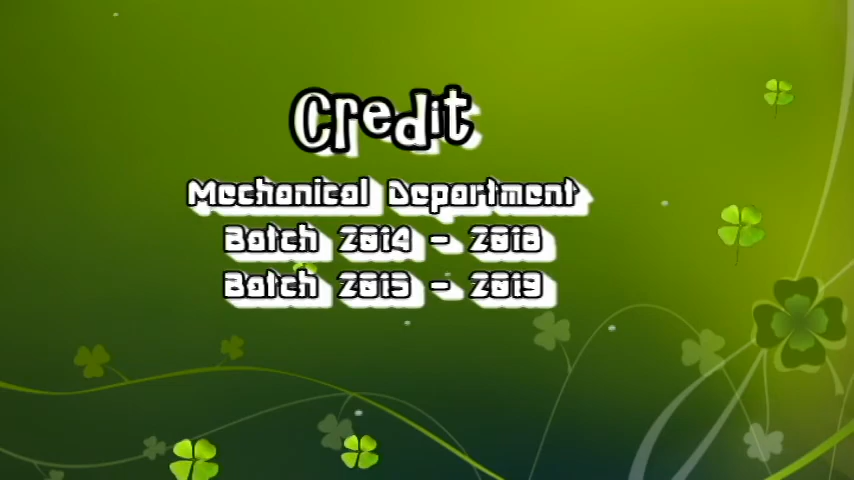 Credit
Mechanical Department
Batch 2014 - 2018
Batch 2015 - 2019